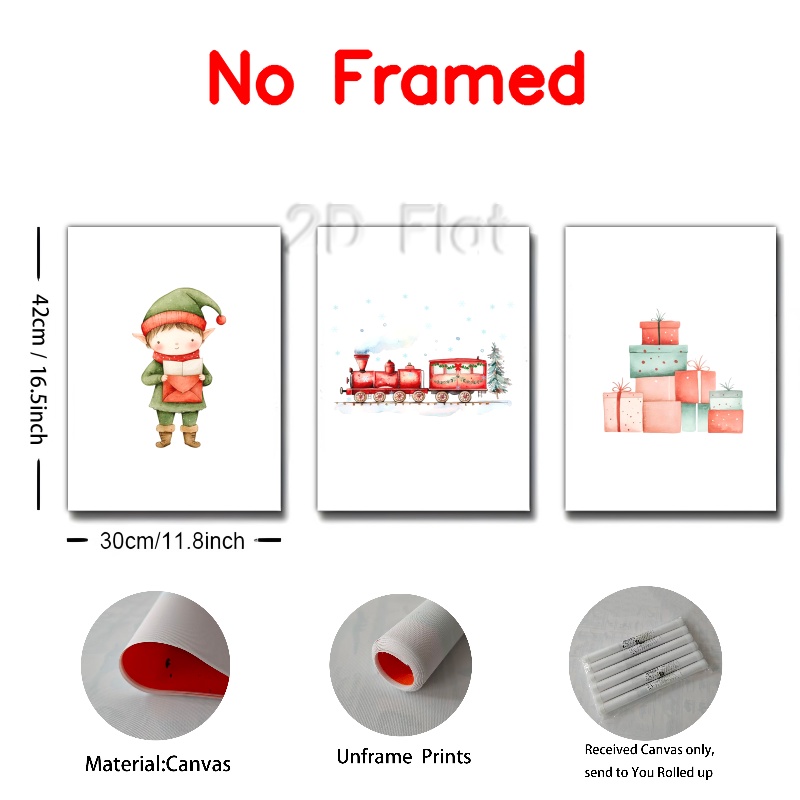 No Framed
2D Flat
42cm / 16.5inch
30cm/11.8inch
Material:Canvas
Unframe Prints
Received Canvas only,
send to You Rolled up